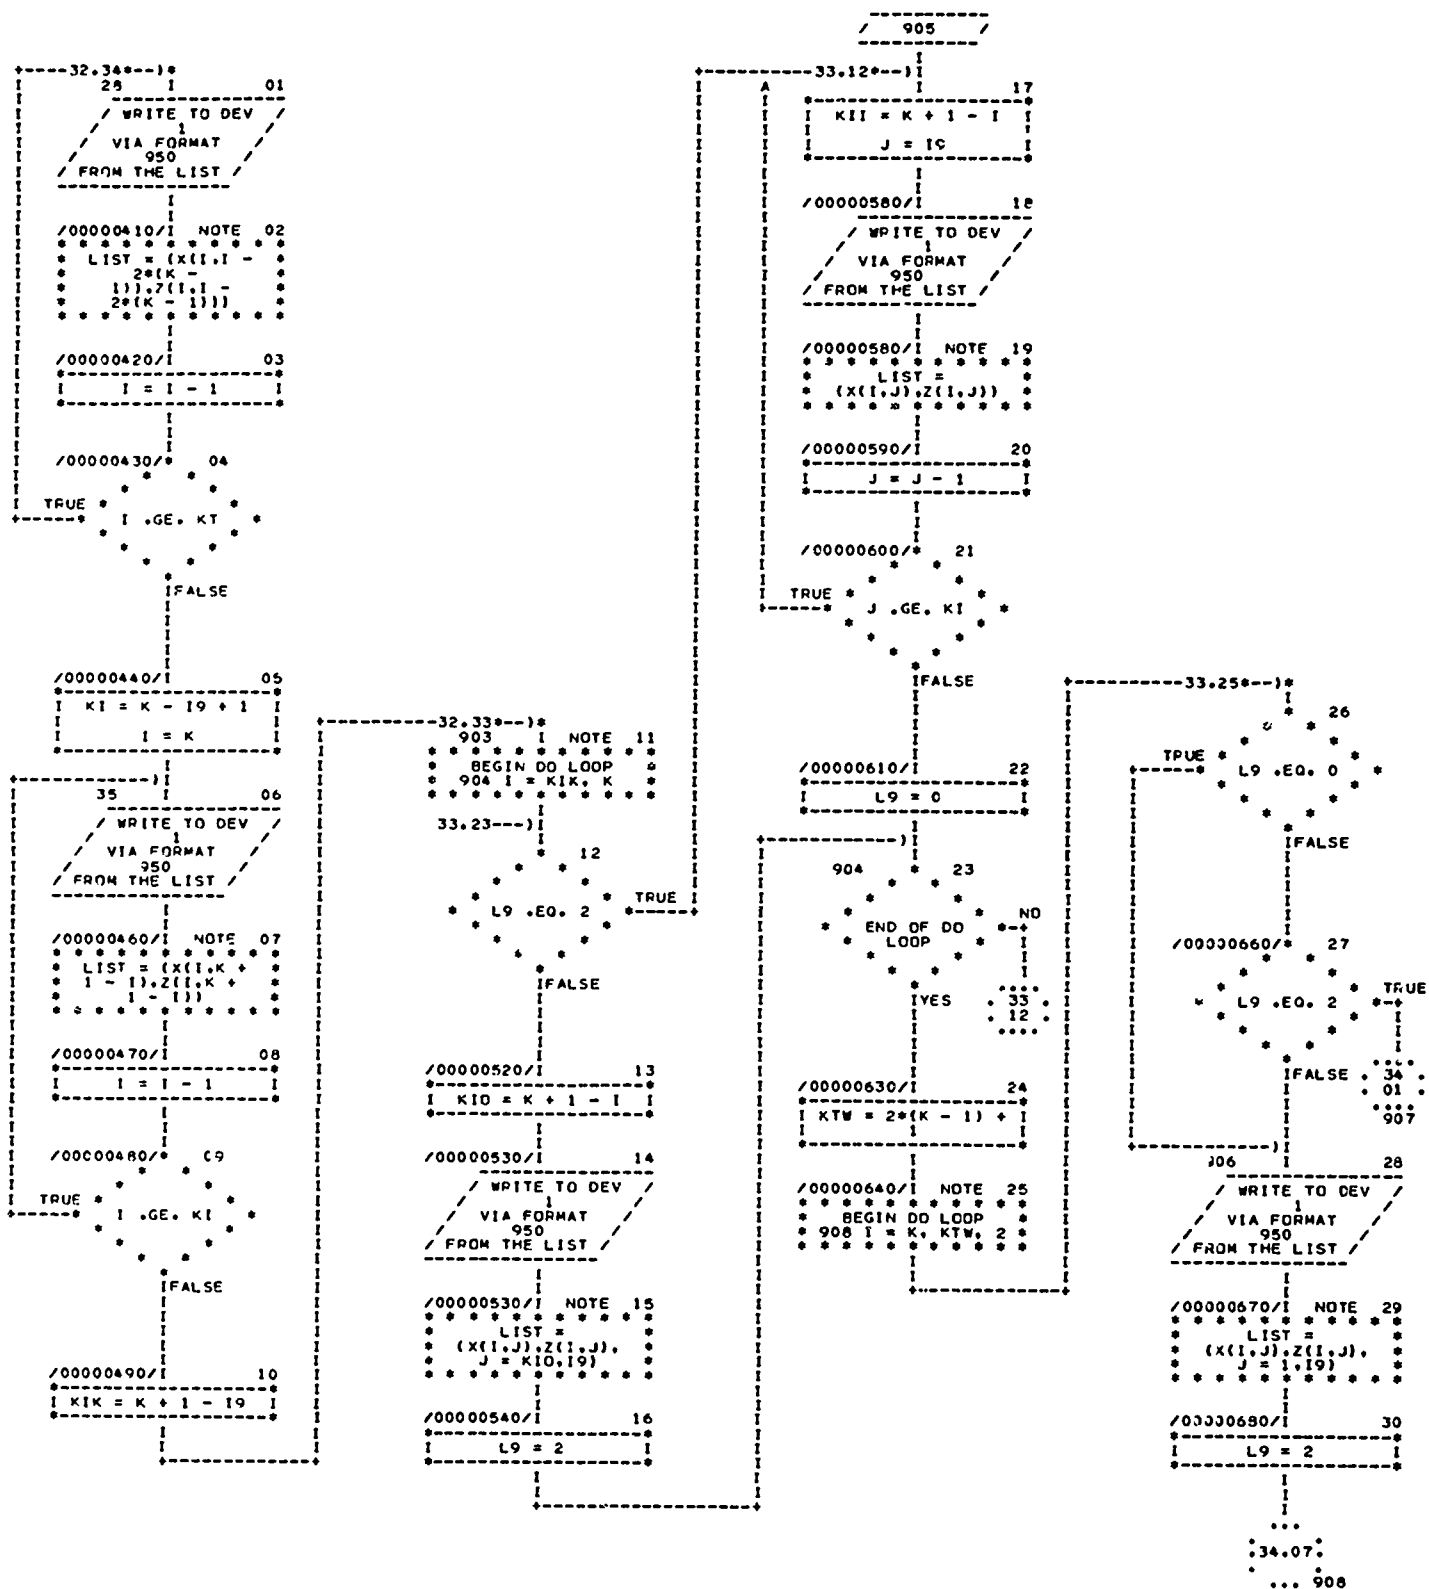 32.34*--)*
28 I 01
/ WRITE TO DEV /
1
VIA FORMAT
950
/ FROM THE LIST /
/00000410/I NOTE 02
LIST = (X(I,I -
2*(K -
1)),Z(I,I -
2*(K - 1)))
/00000420/I 03
I = I - 1
/00000430/* 04
TRUE
I .GE. KT
FALSE
/00000440/I 05
KI = K - I9 + 1
I = K
35 I 06
/ WRITE TO DEV /
1
VIA FORMAT
950
/ FROM THE LIST /
/00000460/I NOTE 07
LIST = (X(I,K +
1 - I),Z(I,K +
1 - I))
/00000470/I 08
I = I - 1
/00000480/* 09
TRUE
I .GE. KI
FALSE
/00000490/I 10
KIK = K + 1 - I9
32.33*--)*
903 I NOTE 11
BEGIN DO LOOP
904 I = KIK, K
33.23---)I
12
L9 .EQ. 2
TRUE
FALSE
/00000520/I 13
KIO = K + 1 - I
/00000530/I 14
/ WRITE TO DEV /
1
VIA FORMAT
950
/ FROM THE LIST /
/00000530/I NOTE 15
LIST =
(X(I,J),Z(I,J),
J = KIO,I9)
/00000540/I 16
L9 = 2
/ 905 /
33.12*--)I
A
17
KII = K + 1 - I
J = I9
/00000580/I 18
/ WRITE TO DEV /
1
VIA FORMAT
950
/ FROM THE LIST /
/00000580/I NOTE 19
LIST =
(X(I,J),Z(I,J))
/00000590/I 20
J = J - 1
/00000600/* 21
TRUE
J .GE. KI
FALSE
/00000610/I 22
L9 = 0
904 23
END OF DO
LOOP
NO
33
12
YES
/00000630/I 24
KTW = 2*(K - 1) +
/00000640/I NOTE 25
BEGIN DO LOOP
908 I = K, KTW, 2
33.25*--)*
26
TRUE
L9 .EQ. 0
FALSE
/00000660/* 27
L9 .EQ. 2
TRUE
34
01
907
FALSE
906 I 28
/ WRITE TO DEV /
1
VIA FORMAT
950
/ FROM THE LIST /
/00000670/I NOTE 29
LIST =
(X(I,J),Z(I,J),
J = 1,I9)
/00000680/I 30
L9 = 2
34.07
908